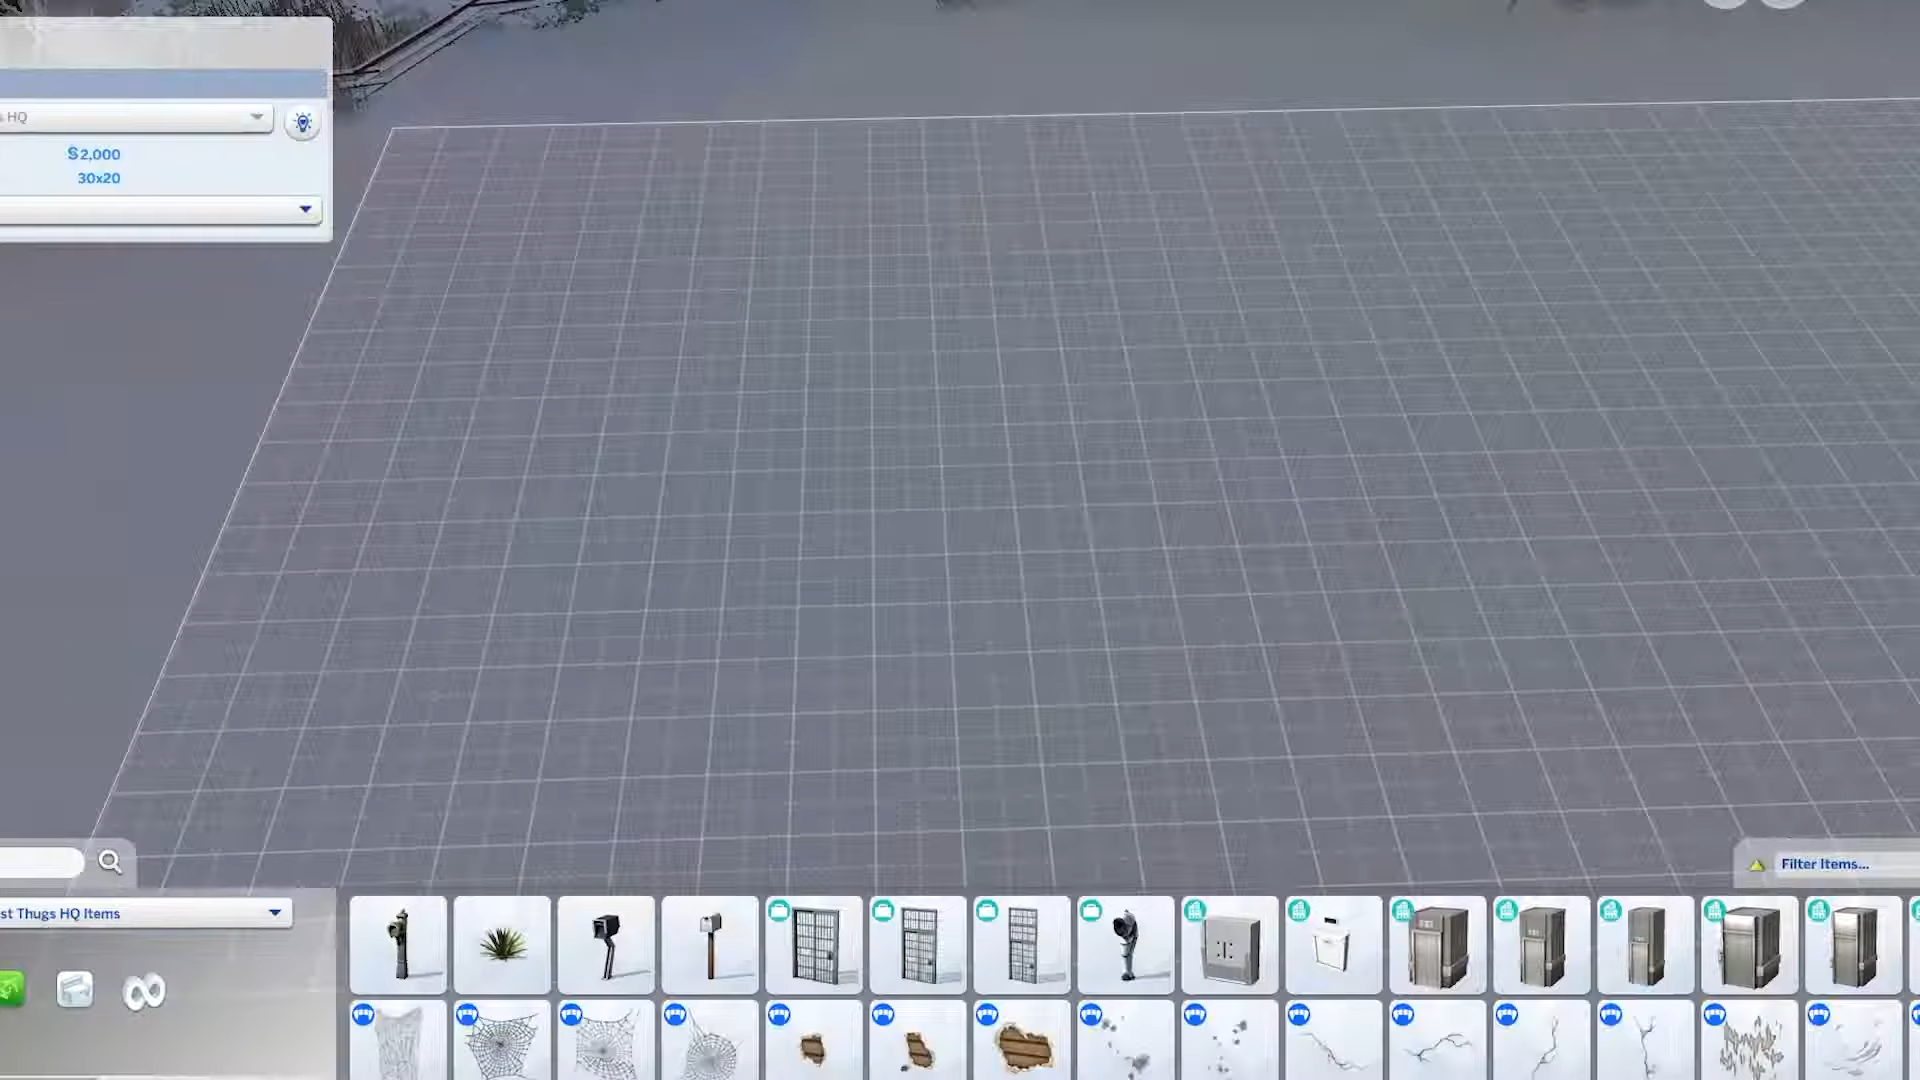 HQ
§2,000
30x20
Filter Items...
st Thugs HQ Items